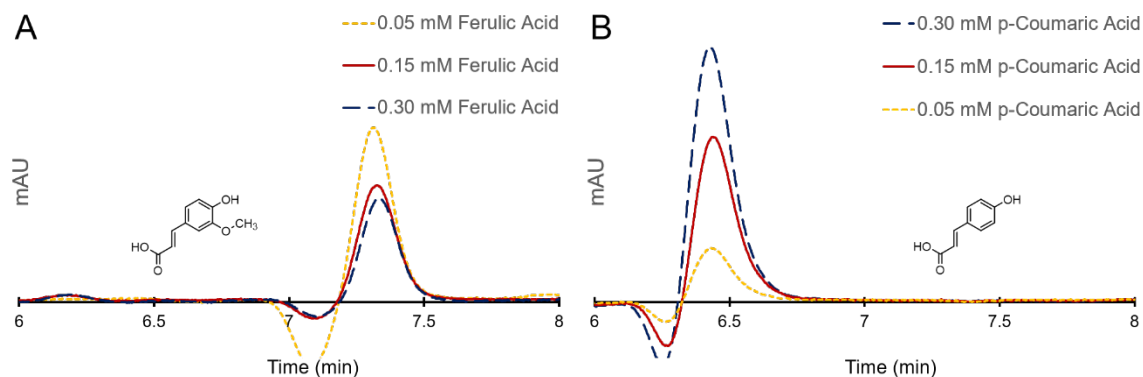 A
0.05 mM Ferulic Acid
0.15 mM Ferulic Acid
0.30 mM Ferulic Acid
mAU
OH
O
CH3
HO
O
6
6.5
7
7.5
8
Time (min)
B
0.30 mM p-Coumaric Acid
0.15 mM p-Coumaric Acid
0.05 mM p-Coumaric Acid
mAU
OH
HO
O
6
6.5
7
7.5
8
Time (min)